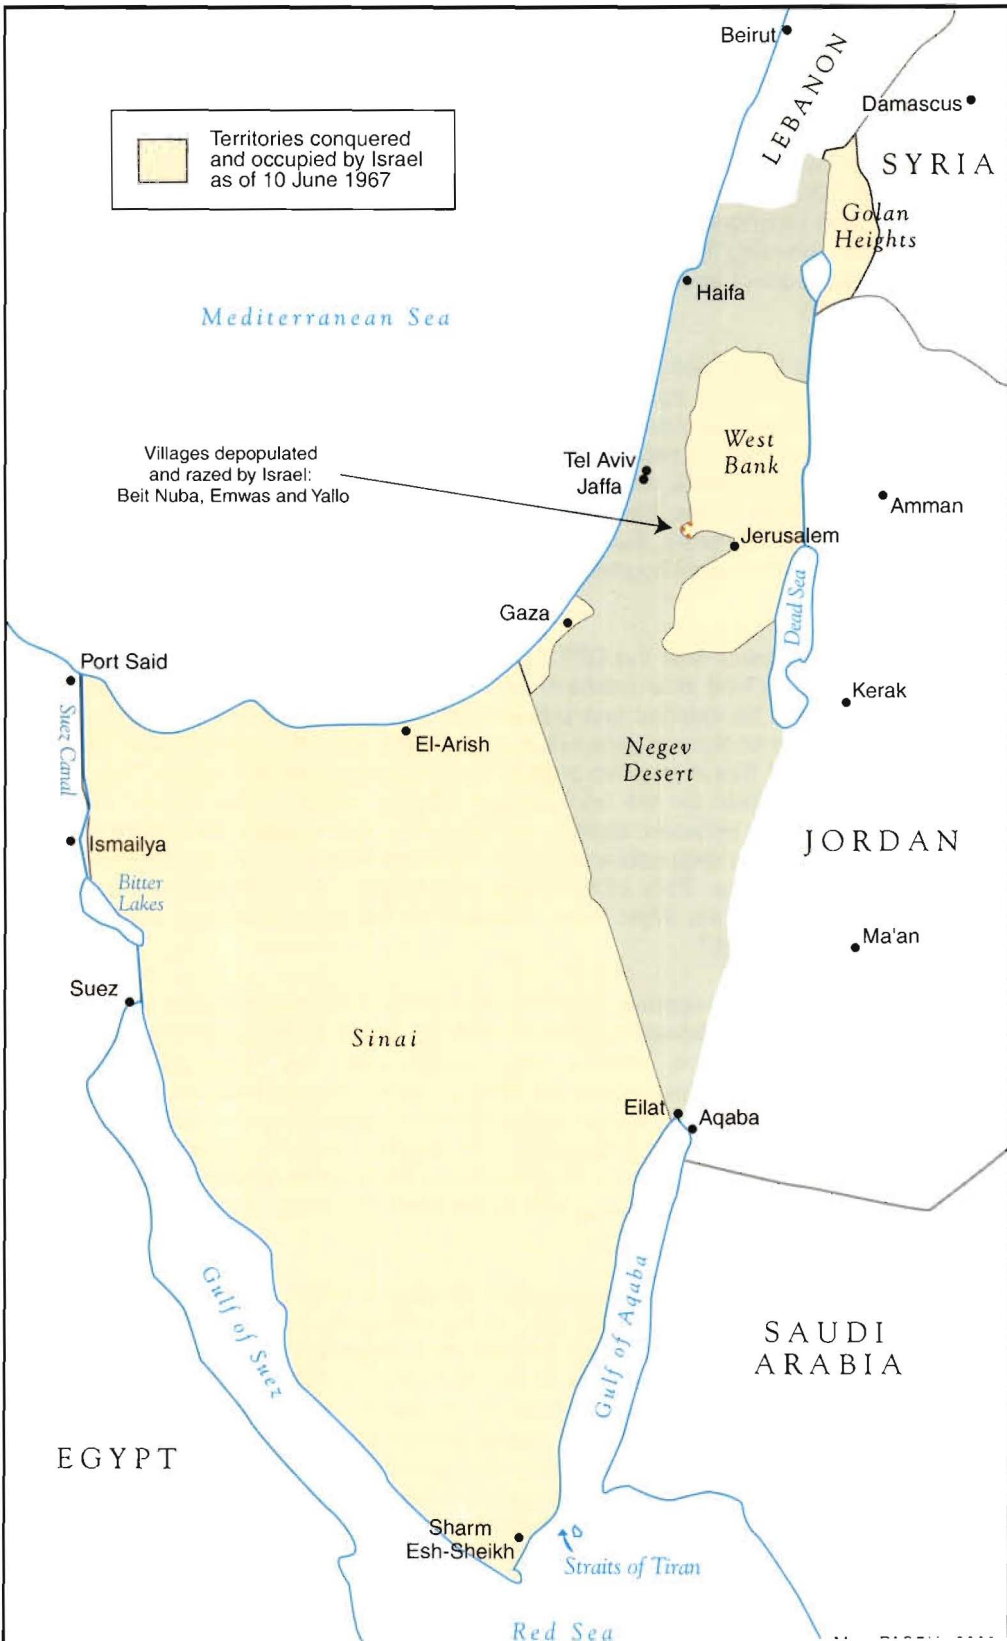 Beirut
LEBANON
Damascus
SYRIA
Territories conquered
and occupied by Israel
as of 10 June 1967
Golan
Heights
Haifa
Mediterranean Sea
West
Bank
Villages depopulated
and razed by Israel:
Beit Nuba, Emwas and Yallo
Tel Aviv
Jaffa
Amman
Jerusalem
Dead Sea
Gaza
Port Said
Kerak
Suez Canal
El-Arish
Negev
Desert
Ismailya
JORDAN
Bitter
Lakes
Ma'an
Suez
Sinai
Eilat
Aqaba
Gulf of Suez
Gulf of Aqaba
SAUDI
ARABIA
EGYPT
Sharm
Esh-Sheikh
Straits of Tiran
Red Sea